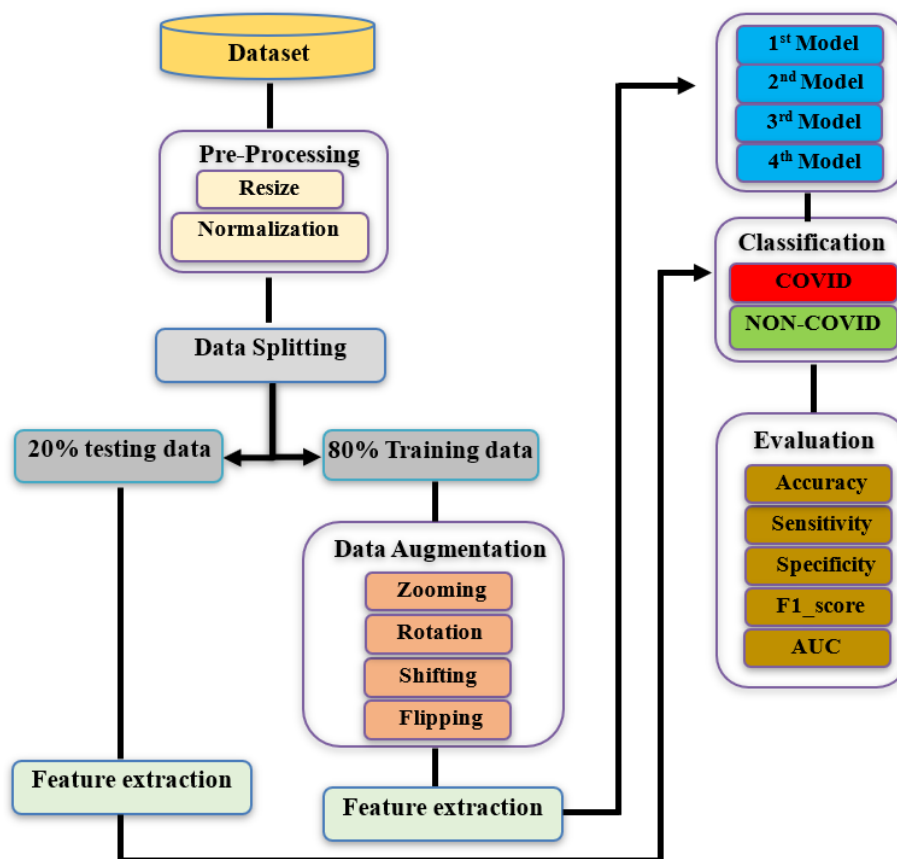 Dataset
Pre-Processing
Resize
Normalization
Data Splitting
20% testing data
80% Training data
Data Augmentation
Zooming
Rotation
Shifting
Flipping
Feature extraction
Feature extraction
1st Model
2nd Model
3rd Model
4th Model
Classification
COVID
NON-COVID
Evaluation
Accuracy
Sensitivity
Specificity
F1_score
AUC